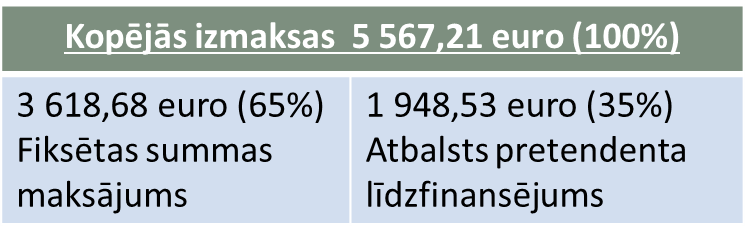 Kopējās izmaksas 5 567,21 euro (100%)
3 618,68 euro (65%)
Fiksētas summas
maksājums
1 948,53 euro (35%)
Atbalsts pretendenta
līdzfinansējums